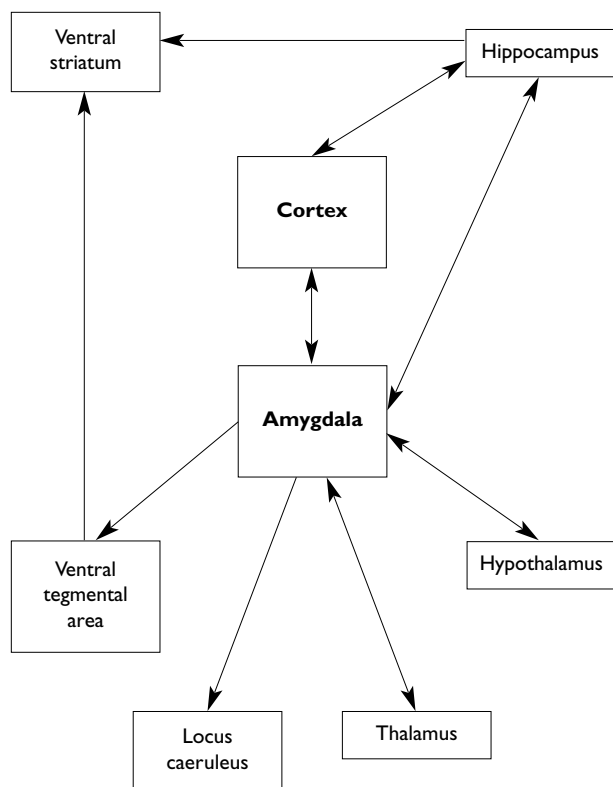 Ventral
striatum
Hippocampus
Cortex
Amygdala
Ventral
tegmental
area
Hypothalamus
Locus
caeruleus
Thalamus